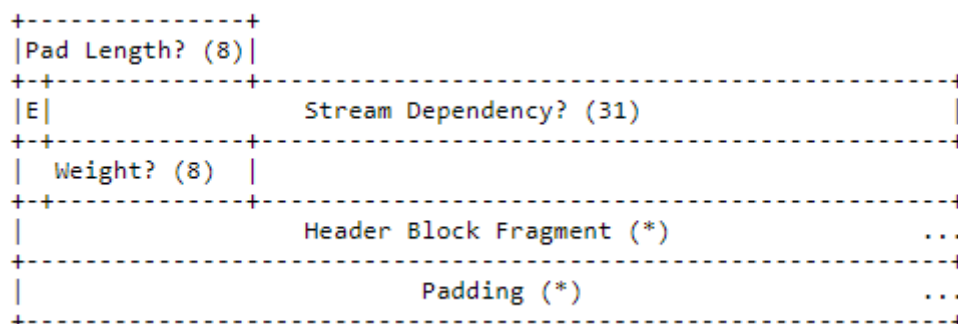 +---------------+
|Pad Length? (8)|
+-+-------------+-----------------------------------------------+
|E|                 Stream Dependency? (31)                     |
+-+-------------+-----------------------------------------------+
|  Weight? (8)  |
+-+-------------+-----------------------------------------------+
|                   Header Block Fragment (*)                 ...
+---------------------------------------------------------------+
|                           Padding (*)                       ...
+---------------------------------------------------------------+